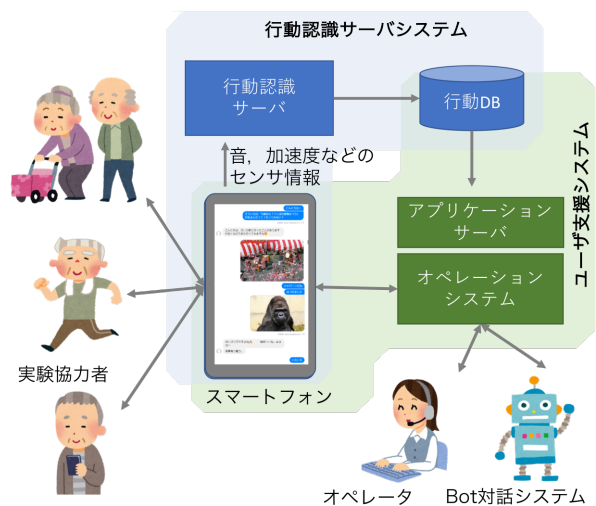 行動認識サーバシステム
行動認識
サーバ
行動DB
音，加速度などの
センサ情報
ユーザ支援システム
アプリケーション
サーバ
オペレーション
システム
実験協力者
スマートフォン
オペレータ
Bot対話システム